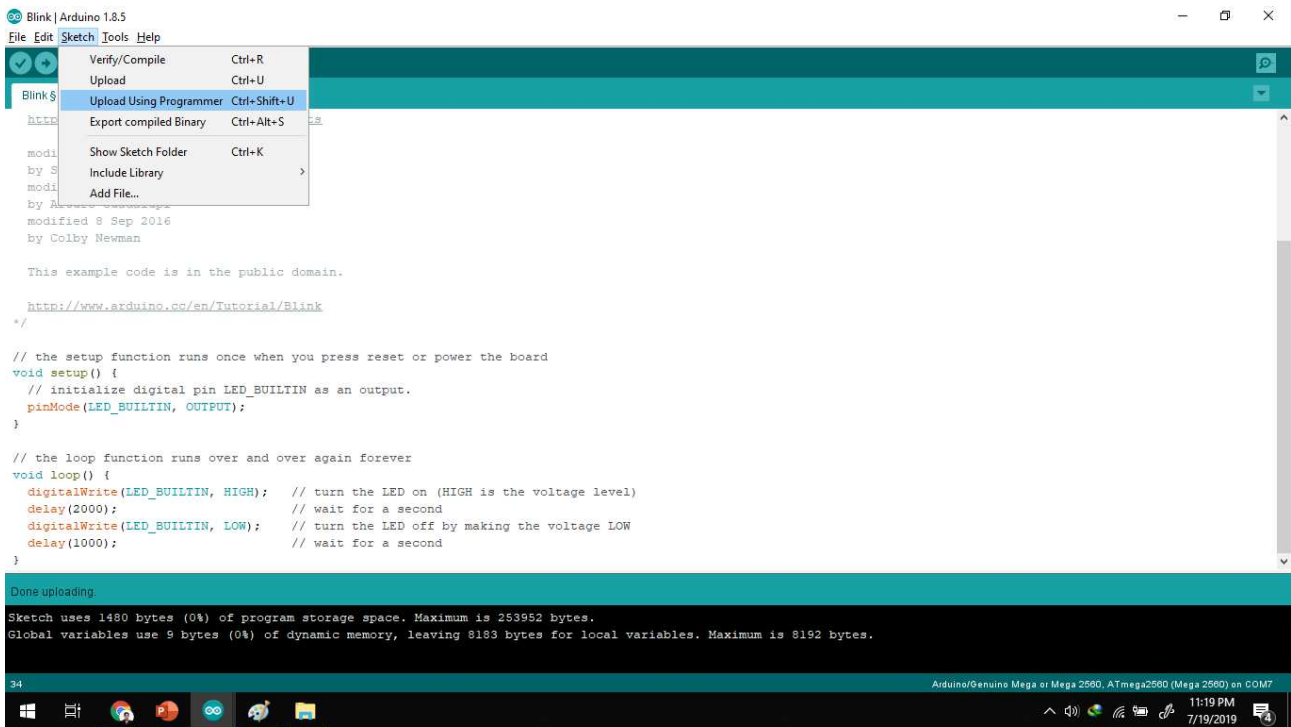 Blink | Arduino 1.8.5
File Edit Sketch Tools Help
Verify/Compile Ctrl+R
Upload Ctrl+U
Blink §
Upload Using Programmer Ctrl+Shift+U
Export compiled Binary Ctrl+Alt+S
Show Sketch Folder Ctrl+K
Include Library
Add File...
modified 8 Sep 2016
by Colby Newman
This example code is in the public domain.
http://www.arduino.cc/en/Tutorial/Blink
*/
// the setup function runs once when you press reset or power the board
void setup() {
// initialize digital pin LED_BUILTIN as an output.
pinMode(LED_BUILTIN, OUTPUT);
}
// the loop function runs over and over again forever
void loop() {
digitalWrite(LED_BUILTIN, HIGH); // turn the LED on (HIGH is the voltage level)
delay(2000); // wait for a second
digitalWrite(LED_BUILTIN, LOW); // turn the LED off by making the voltage LOW
delay(1000); // wait for a second
}
Done uploading.
Sketch uses 1480 bytes (0%) of program storage space. Maximum is 253952 bytes.
Global variables use 9 bytes (0%) of dynamic memory, leaving 8183 bytes for local variables. Maximum is 8192 bytes.
34 Arduino/Genuino Mega or Mega 2560, ATmega2560 (Mega 2560) on COM7
11:19 PM
7/19/2019